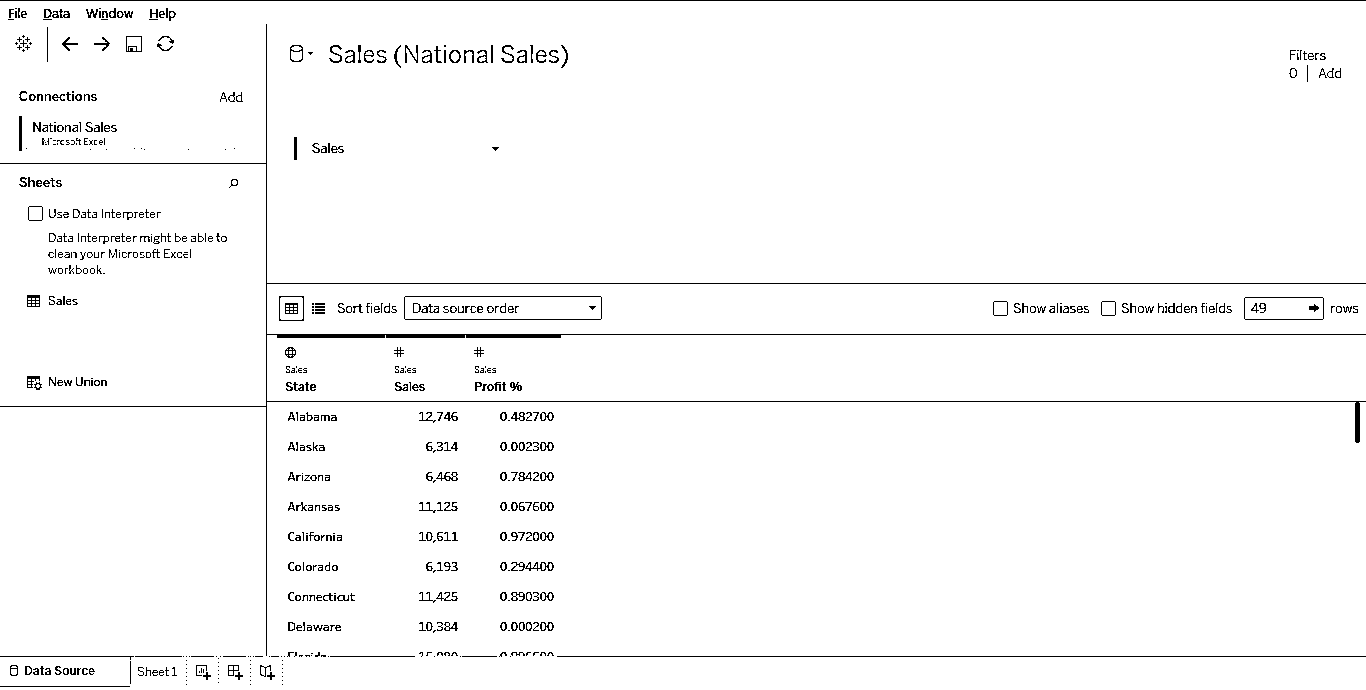 File Data Window Help
Connections Add
National Sales
Microsoft Excel
Sheets
Use Data Interpreter
Data Interpreter might be able to
clean your Microsoft Excel
workbook.
Sales
New Union
Sales (National Sales)
Filters
0 | Add
Sales
Sort fields Data source order Show aliases Show hidden fields 49 rows
# #
Sales Sales Sales
State Sales Profit %
Alabama 12,746 0.482700
Alaska 6,314 0.002300
Arizona 6,468 0.784200
Arkansas 11,125 0.067600
California 10,611 0.972000
Colorado 6,193 0.294400
Connecticut 11,425 0.890300
Delaware 10,384 0.000200
Data Source Sheet 1